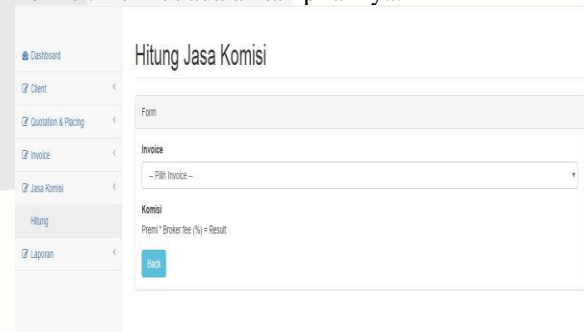 Dashboard
Client
Quotation & Placing
Invoice
Jasa Komisi
Hitung
Laporan
Hitung Jasa Komisi
Form
Invoice
-- Pilih Invoice --
Komisi
Premi * Broker fee (%) = Result
Back